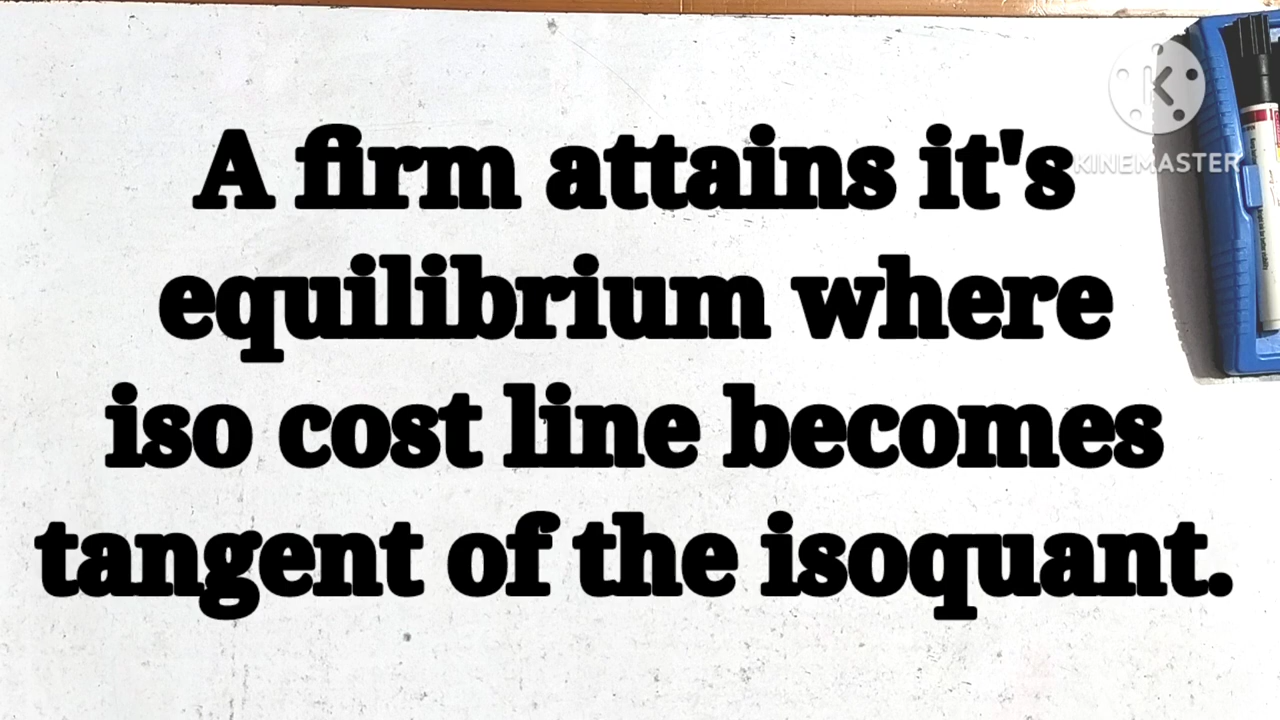 KINEMASTER
A firm attains it's
equilibrium where
iso cost line becomes
tangent of the isoquant.